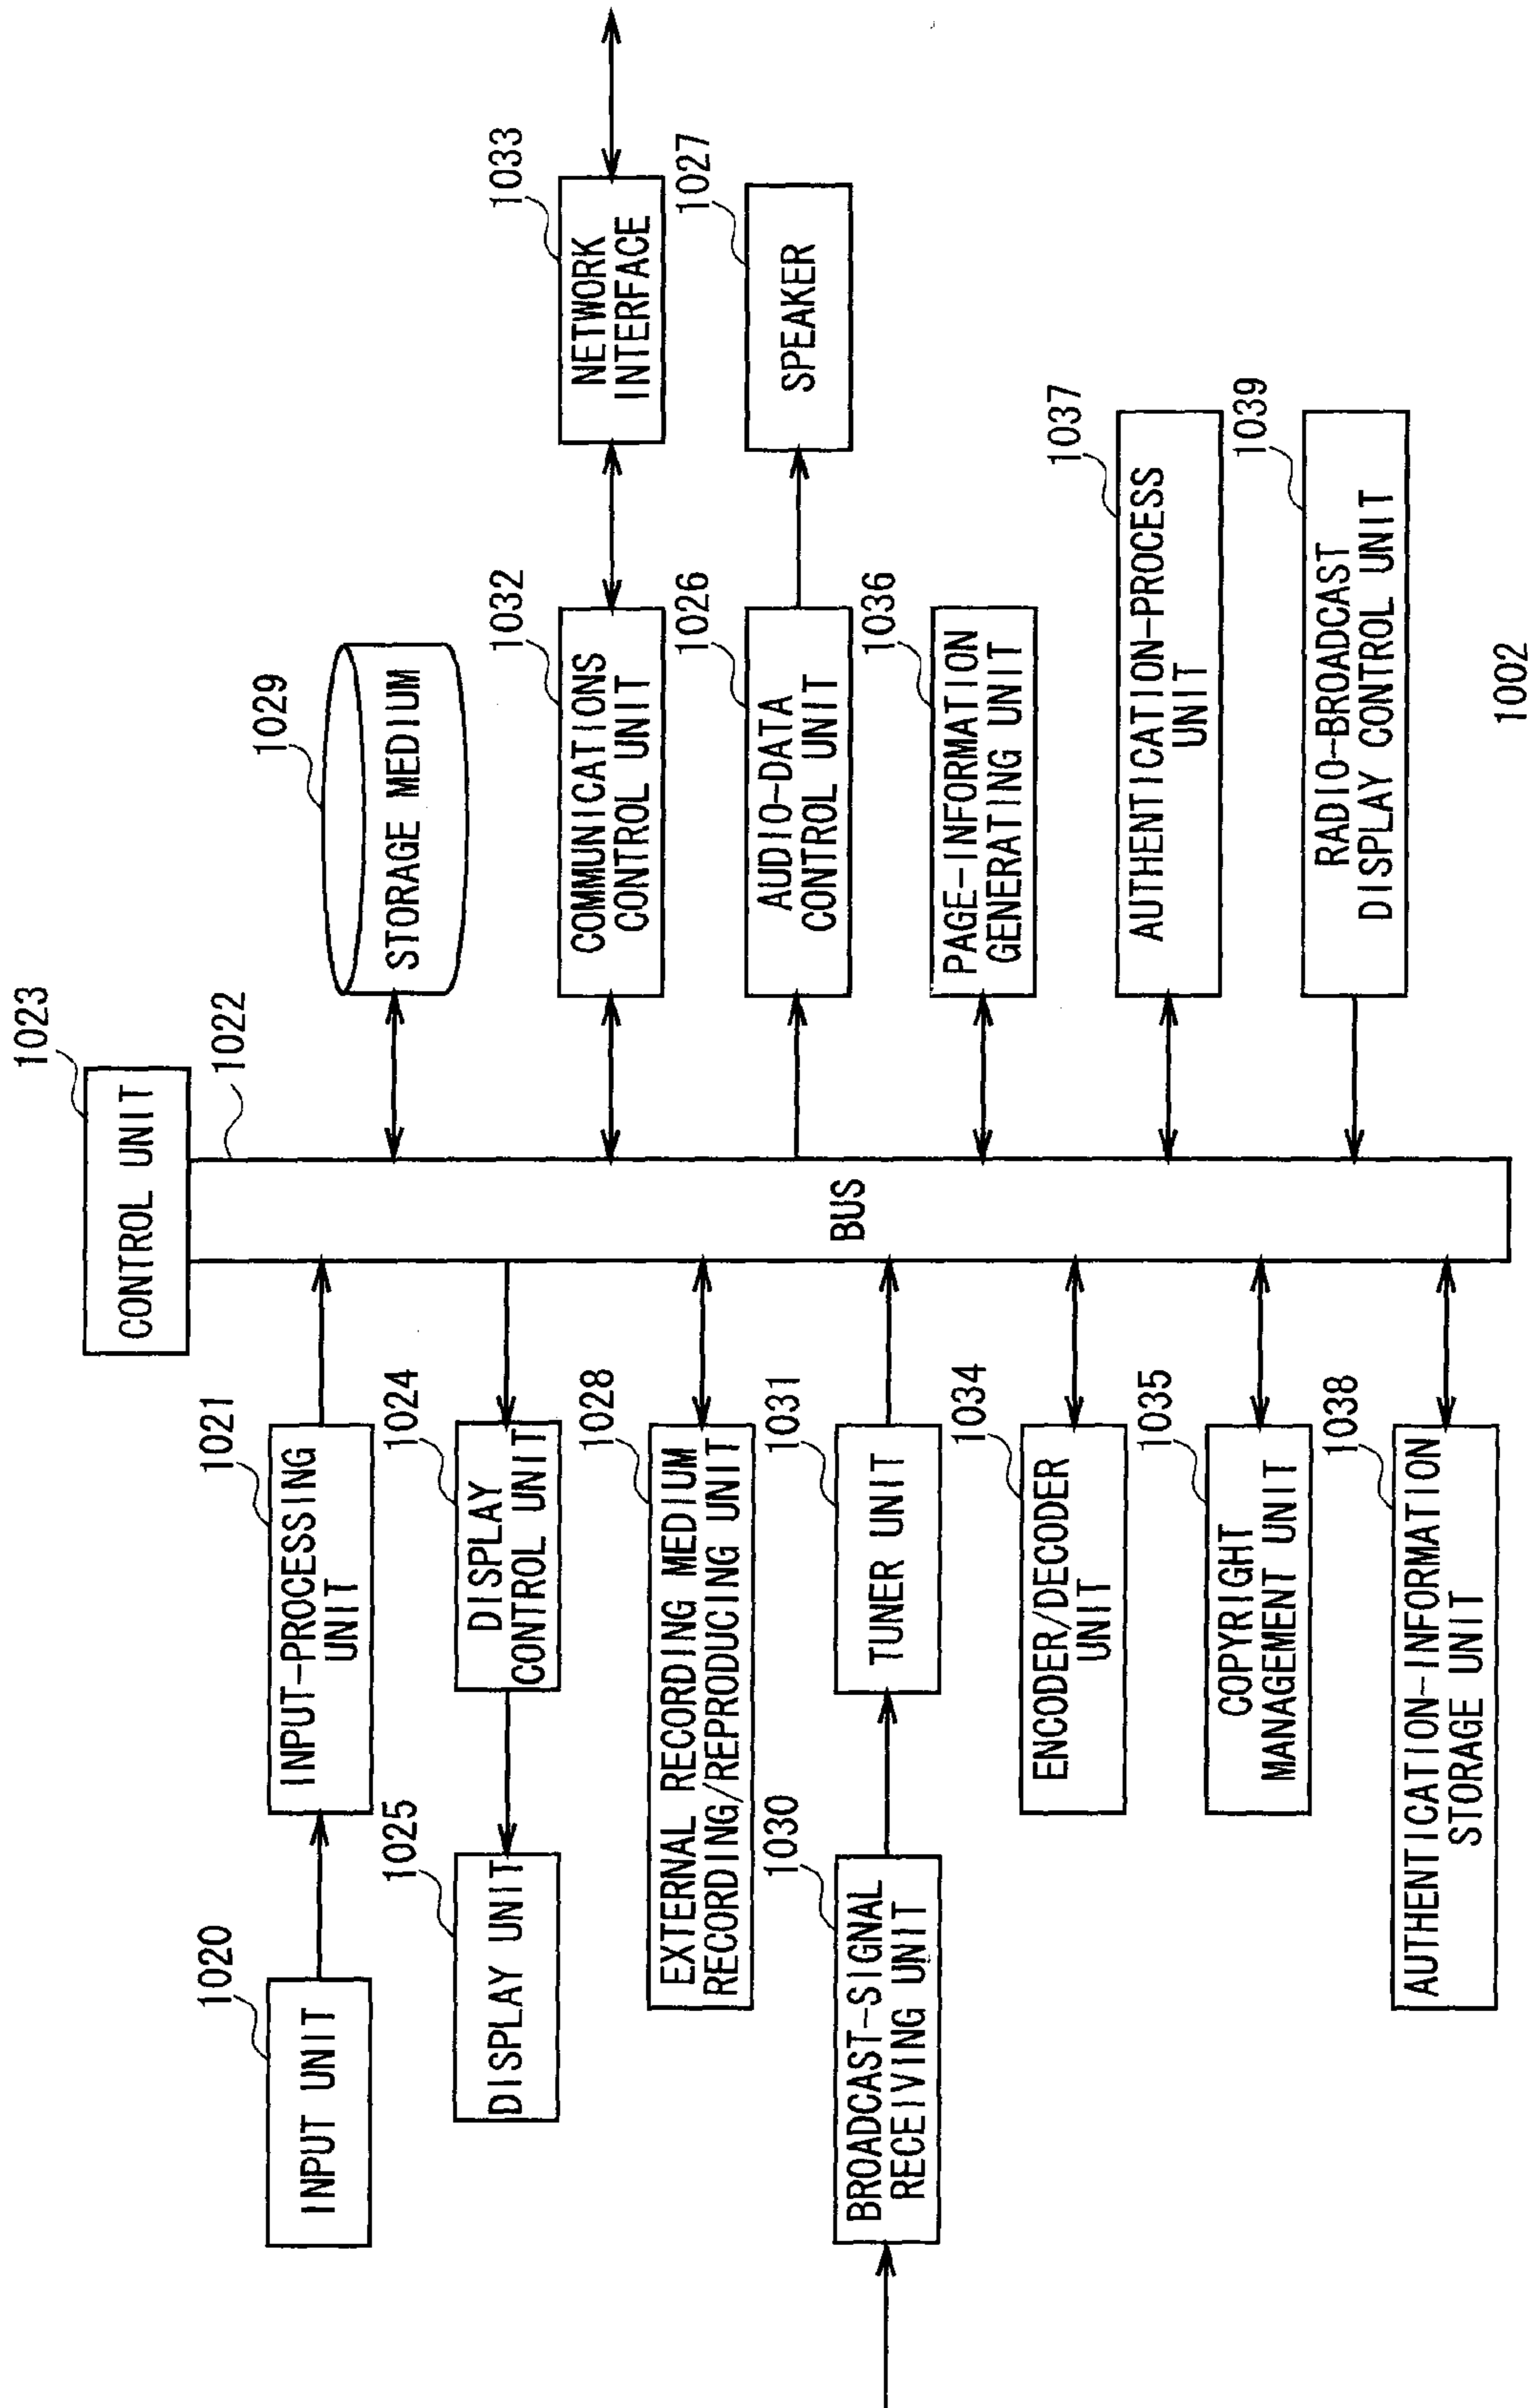 1023
CONTROL UNIT
1022
BUS
1020
INPUT UNIT
1021
INPUT-PROCESSING
UNIT
1025
DISPLAY UNIT
1024
DISPLAY
CONTROL UNIT
1028
EXTERNAL RECORDING MEDIUM
RECORDING/REPRODUCING UNIT
1030
BROADCAST-SIGNAL
RECEIVING UNIT
1031
TUNER UNIT
1034
ENCODER/DECODER
UNIT
1035
COPYRIGHT
MANAGEMENT UNIT
1038
AUTHENTICATION-INFORMATION
STORAGE UNIT
1029
STORAGE MEDIUM
1032
COMMUNICATIONS
CONTROL UNIT
1033
NETWORK
INTERFACE
1026
AUDIO-DATA
CONTROL UNIT
1027
SPEAKER
1036
PAGE-INFORMATION
GENERATING UNIT
1037
AUTHENTICATION-PROCESS
UNIT
1039
RADIO-BROADCAST
DISPLAY CONTROL UNIT
1002